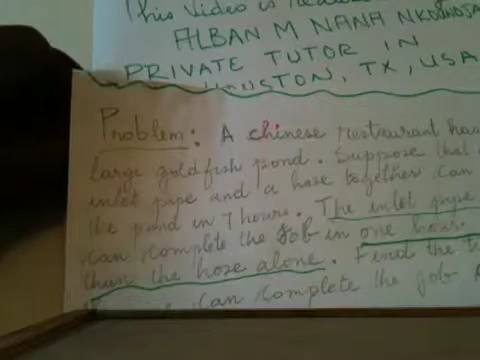 This Video is
ALBAN M NANA
PRIVATE TUTOR IN
HOUSTON, TX, USA
Problem: A chinese restaurant has
large goldfish pond. Suppose that
inlet pipe and a hose together can
the pond in 7 hours. The inlet pipe
can complete the job in one hour
than the hose alone. Find the
can complete the job